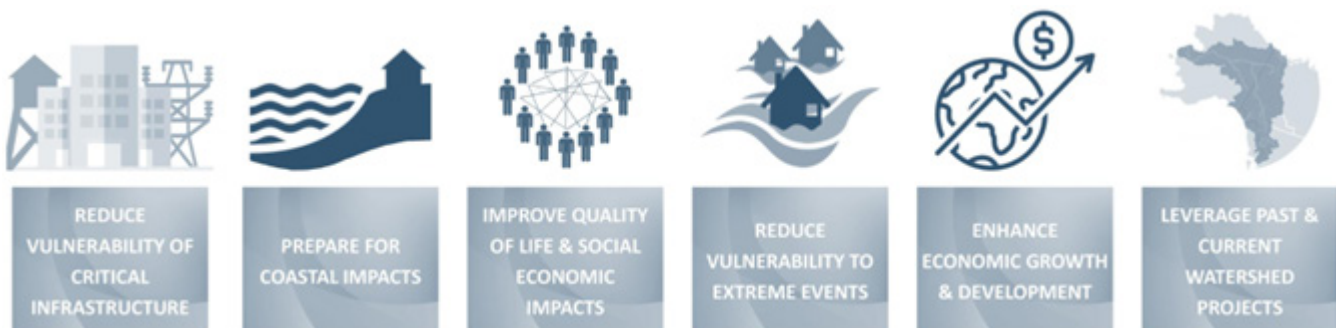 $
REDUCE
VULNERABILITY OF
CRITICAL
INFRASTRUCTURE
PREPARE FOR
COASTAL IMPACTS
IMPROVE QUALITY
OF LIFE & SOCIAL
ECONOMIC
IMPACTS
REDUCE
VULNERABILITY TO
EXTREME EVENTS
ENHANCE
ECONOMIC GROWTH
& DEVELOPMENT
LEVERAGE PAST &
CURRENT
WATERSHED
PROJECTS